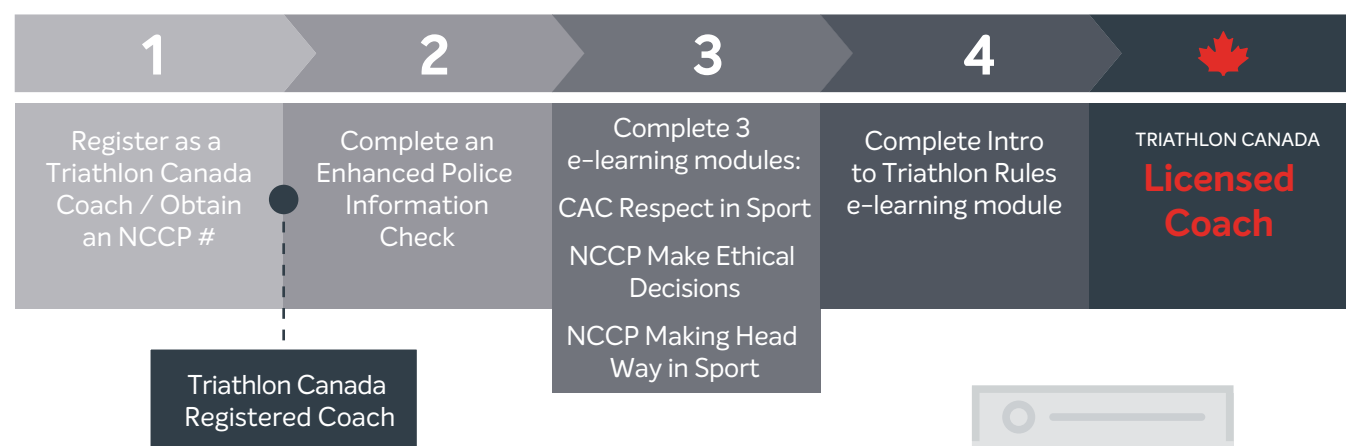 1
Register as a
Triathlon Canada
Coach / Obtain
an NCCP #
2
Complete an
Enhanced Police
Information
Check
3
Complete 3
e-learning modules:
CAC Respect in Sport
NCCP Make Ethical
Decisions
NCCP Making Head
Way in Sport
4
Complete Intro
to Triathlon Rules
e-learning module
TRIATHLON CANADA
Licensed
Coach
Triathlon Canada
Registered Coach